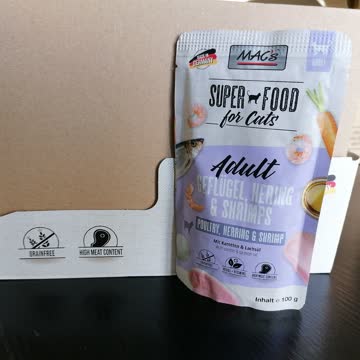 MAC's
SUPER FOOD
for Cats
Adult
GEFLÜGEL, HERING
& SHRIMPS
POULTRY, HERRING & SHRIMP
Mit Karotten & Lachsöl
Inhalt e 100 g
GRAINFREE
HIGH MEAT CONTENT